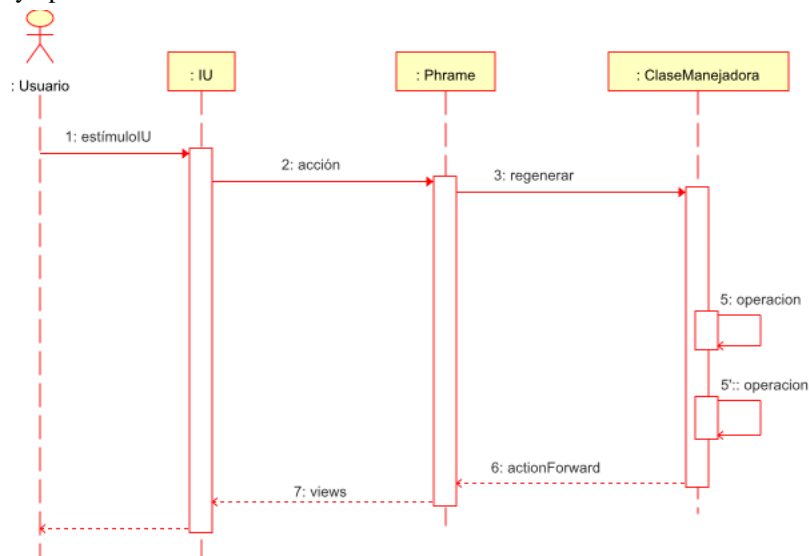 : Usuario
: IU
: Phrame
: ClaseManejadora
1: estímuloIU
2: acción
3: regenerar
5: operacion
5':: operacion
6: actionForward
7: views